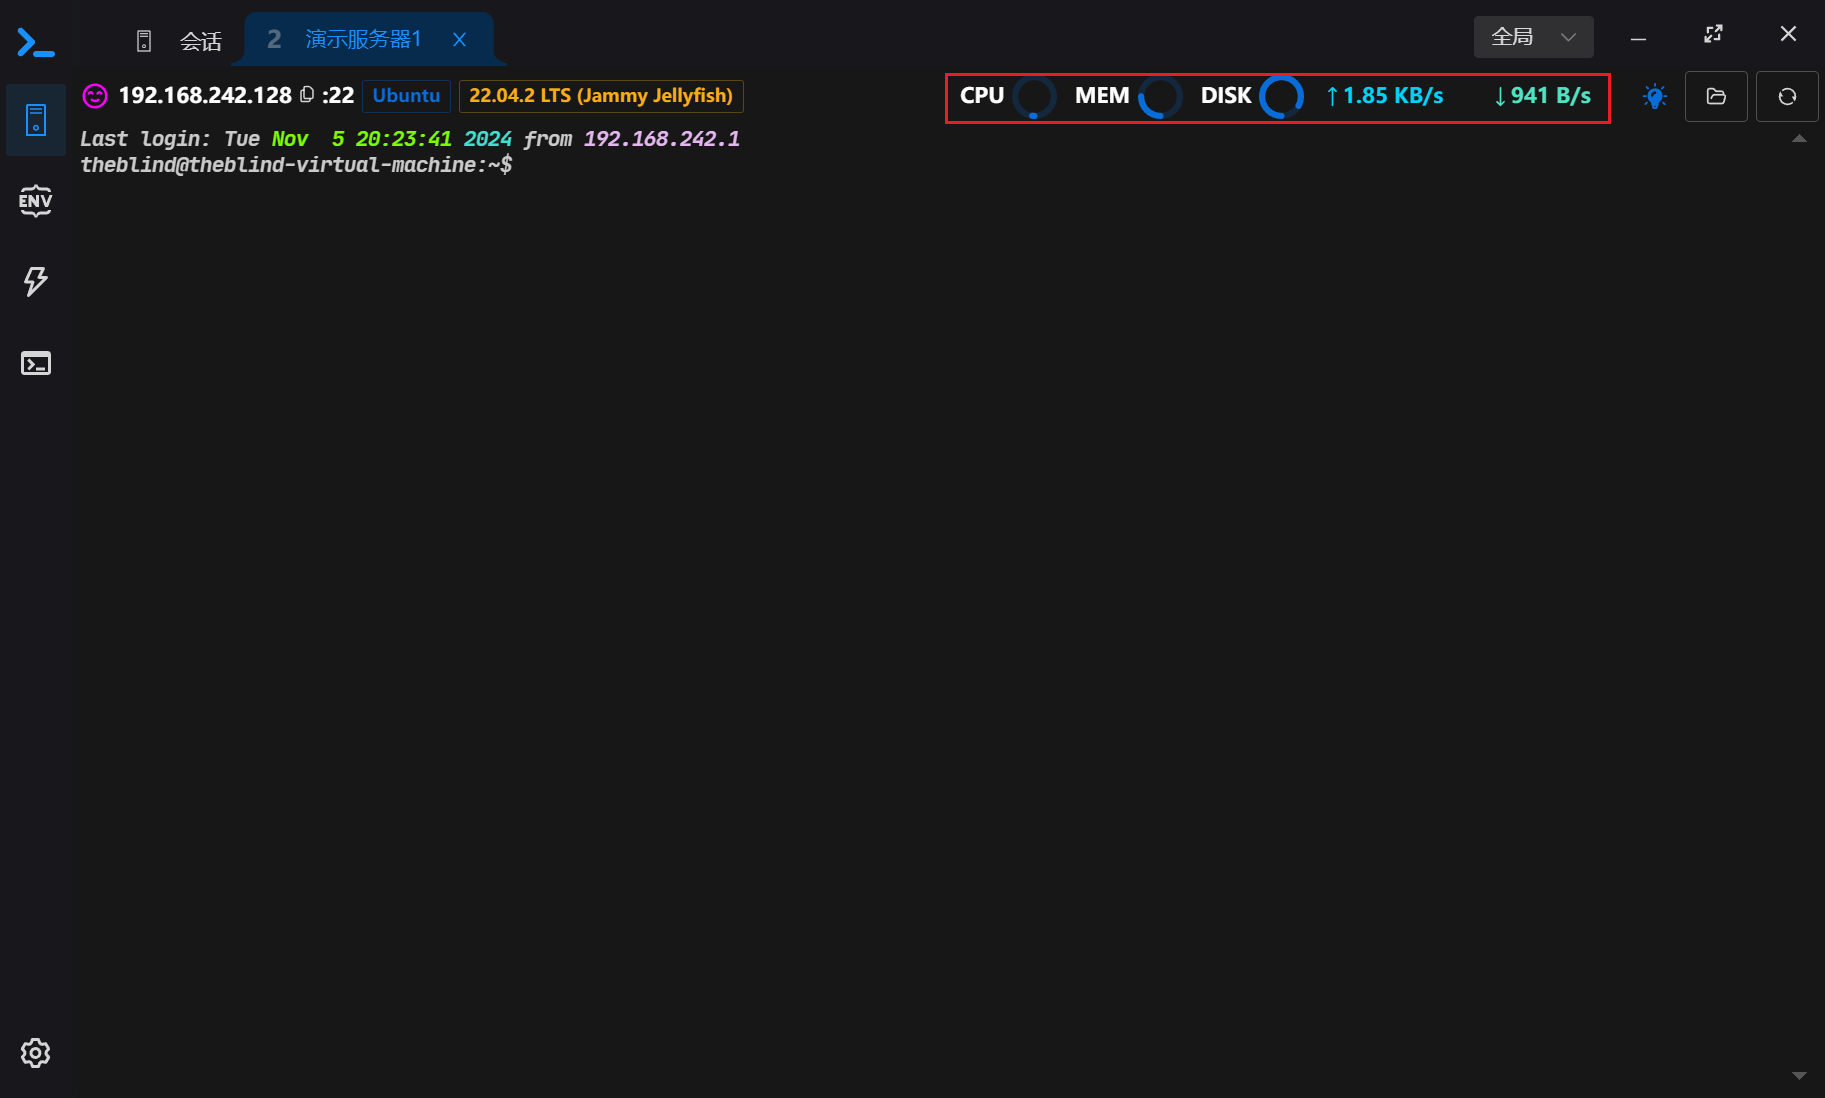 会话 2 演示服务器1 X 全局
192.168.242.128 :22 Ubuntu 22.04.2 LTS (Jammy Jellyfish) CPU MEM DISK ↑1.85 KB/s ↓941 B/s
Last login: Tue Nov  5 20:23:41 2024 from 192.168.242.1
theblind@theblind-virtual-machine:~$
ENV